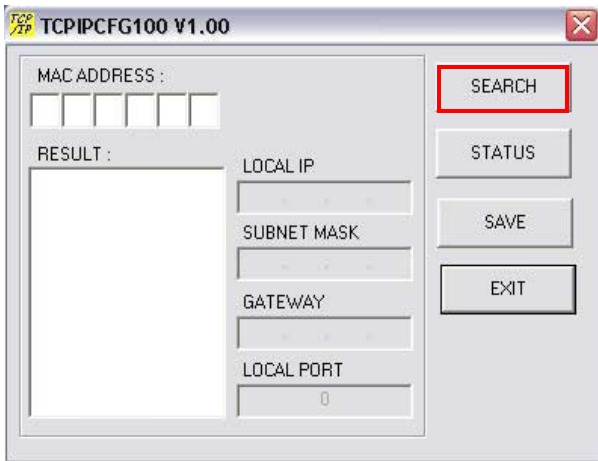 TCP/IP TCPIPCFG100 V1.00
MAC ADDRESS :
RESULT :
LOCAL IP
. . .
SUBNET MASK
. . .
GATEWAY
. . .
LOCAL PORT
0
SEARCH
STATUS
SAVE
EXIT